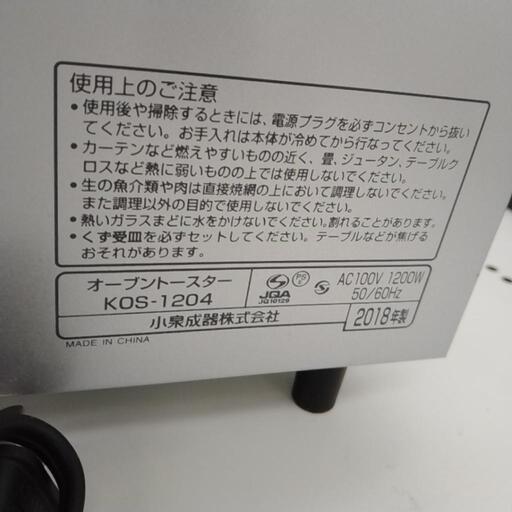 使用上のご注意
●使用後や掃除するときには、電源プラグを必ずコンセントから抜い
てください。お手入れは本体が冷めてから行なってください。
●カーテンなど燃えやすいものの近く、畳、ジュータン、テーブルク
ロスなど熱に弱いものの上では使用しないでください。
●生の魚介類や肉は直接焼網の上において調理しないでください。
また調理以外の目的で使用しないでください。
●熱いガラスまどに水をかけないでください。割れることがあります。
●くず受皿を必ずセットしてください。テーブルなどが焦げる
おそれがあります。
オーブントースター
KOS-1204
JQA
JQ10129
PS
E
AC100V 1200W
50/60Hz
小泉成器株式会社
2018年製
MADE IN CHINA